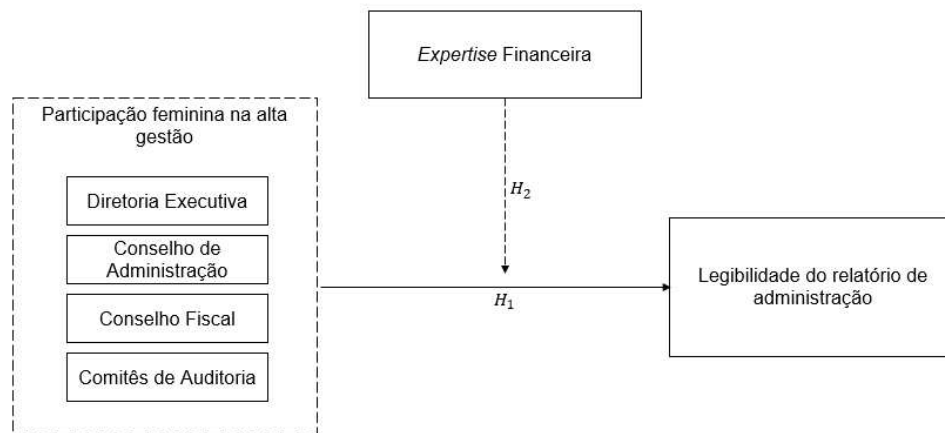 Expertise Financeira
Participação feminina na alta
gestão
Diretoria Executiva
Conselho de
Administração
Conselho Fiscal
Comitês de Auditoria
H₂
H₁
Legibilidade do relatório de
administração